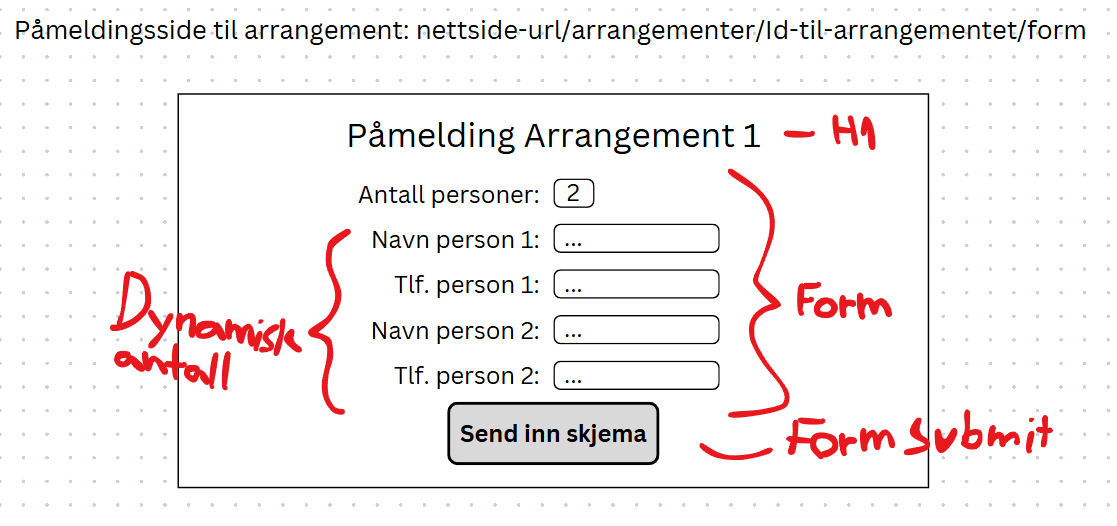 Påmeldingsside til arrangement: nettside-url/arrangementer/Id-til-arrangementet/form
Påmelding Arrangement 1 – H1
Antall personer: 2
Navn person 1: ...
Tlf. person 1: ...
Form
Dynamisk
antall
Navn person 2: ...
Tlf. person 2: ...
Send inn skjema
Form submit